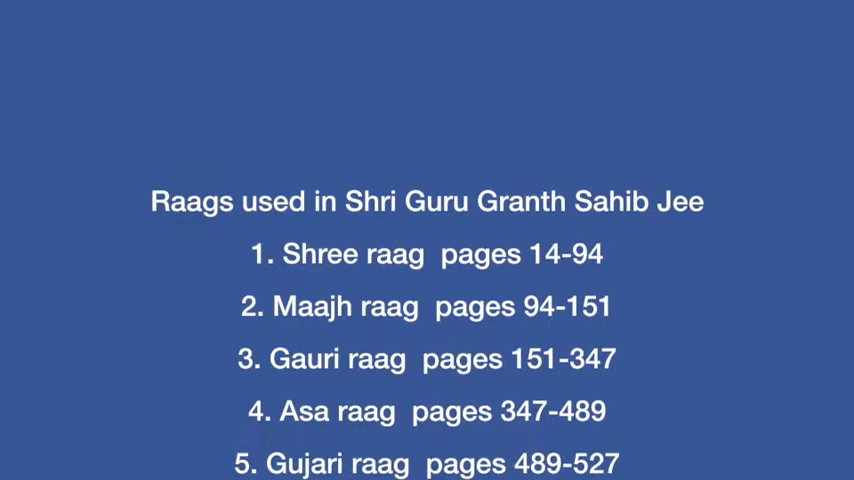 Raags used in Shri Guru Granth Sahib Jee
1. Shree raag pages 14-94
2. Maajh raag pages 94-151
3. Gauri raag pages 151-347
4. Asa raag pages 347-489
5. Gujari raag pages 489-527